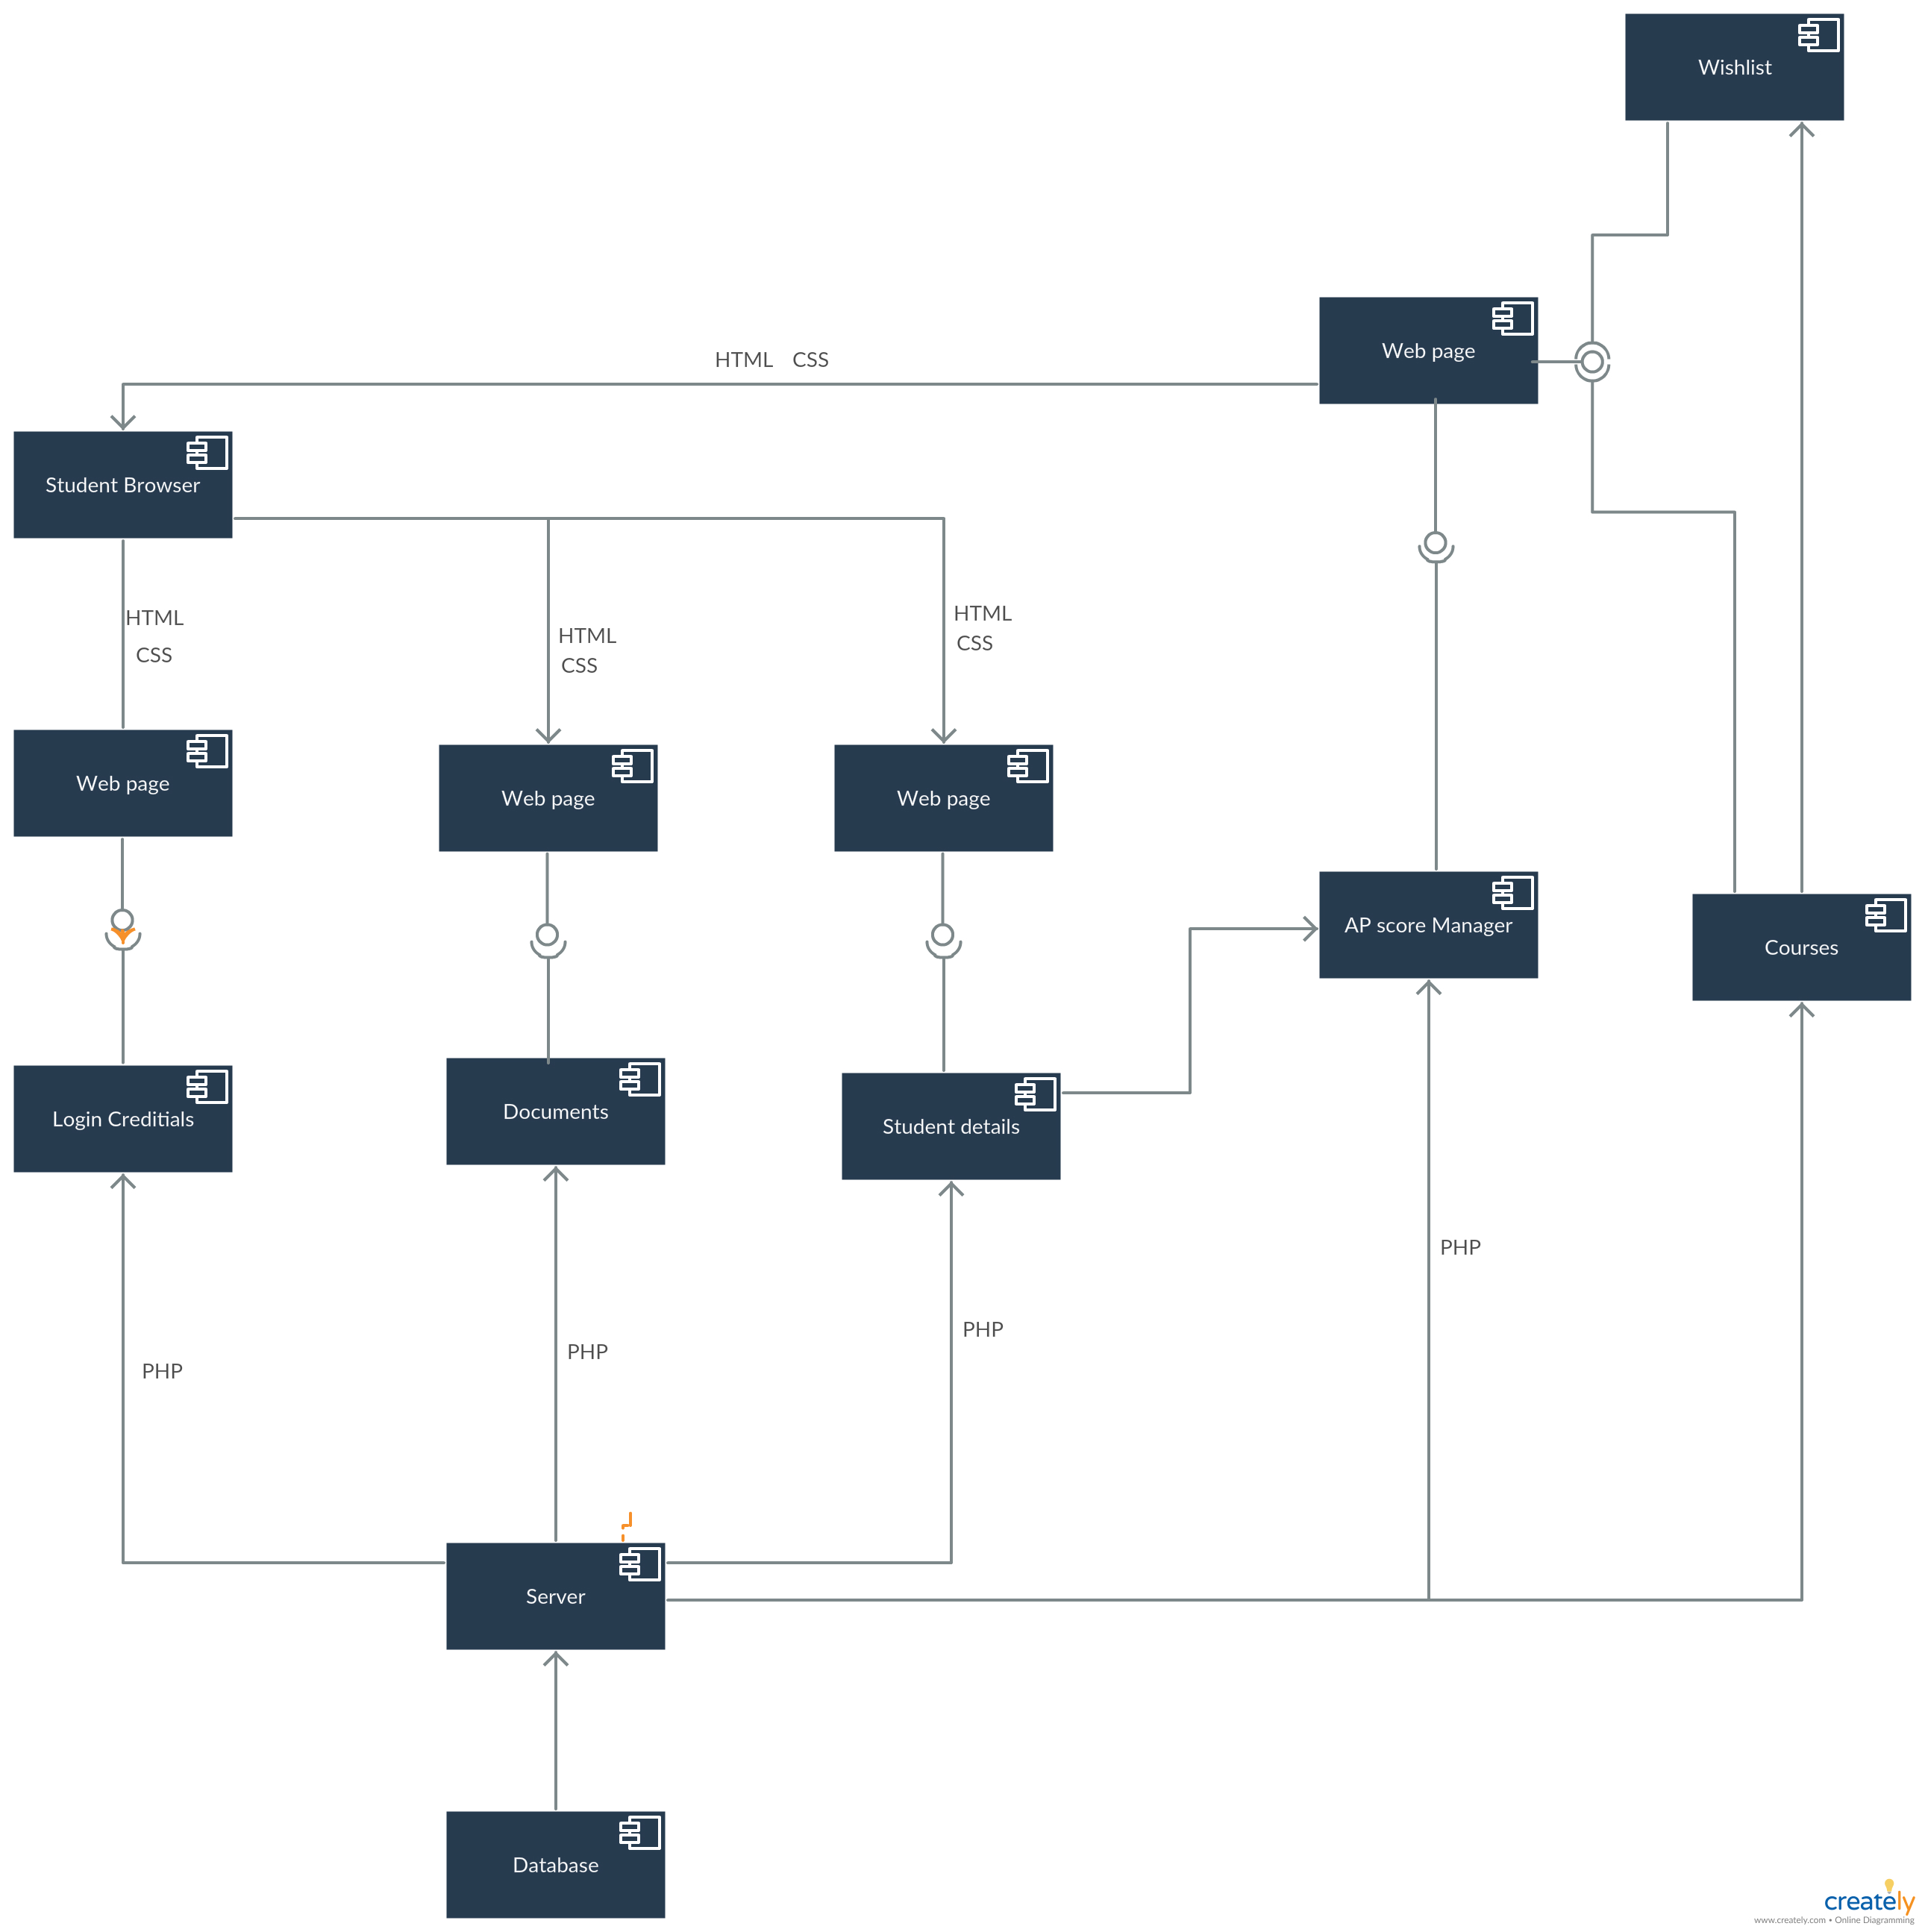 Wishlist
Web page
HTML CSS
Student Browser
HTML
CSS
HTML
CSS
HTML
CSS
Web page
Web page
Web page
AP score Manager
Courses
Login Creditials
Documents
Student details
PHP
PHP
PHP
PHP
Server
Database
creately
www.creately.com • Online Diagramming